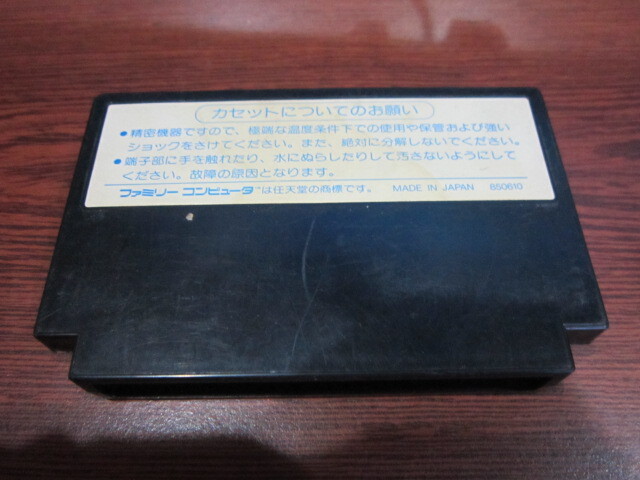 カセットについてのお願い
●精密機器ですので、極端な温度条件下での使用や保管および強い
ショックをさけてください。また、絶対に分解しないでください。
●端子部に手を触れたり、水にぬらしたりして汚さないようにして
ください。故障の原因となります。
ファミリー コンピュータ™は任天堂の商標です。 MADE IN JAPAN 850610